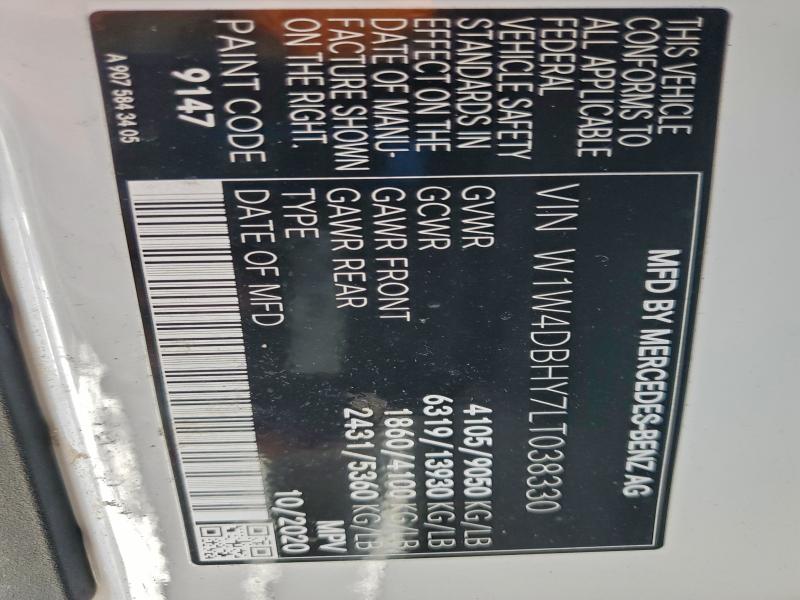 THIS VEHICLE
CONFORMS TO
ALL APPLICABLE
FEDERAL
VEHICLE SAFETY
STANDARDS IN
EFFECT ON THE
DATE OF MANU-
FACTURE SHOWN
ON THE RIGHT.
PAINT CODE
9147
A 907 584 34 05
MFD BY MERCEDES-BENZ AG
VIN W1W4DBHY7LT038330
GVWR 4105/9050 KG/LB
GCWR 6319/13930 KG/LB
GAWR FRONT 1860/4100 KG/LB
GAWR REAR 2431/5360 KG/LB
TYPE MPV
DATE OF MFD 10/2020